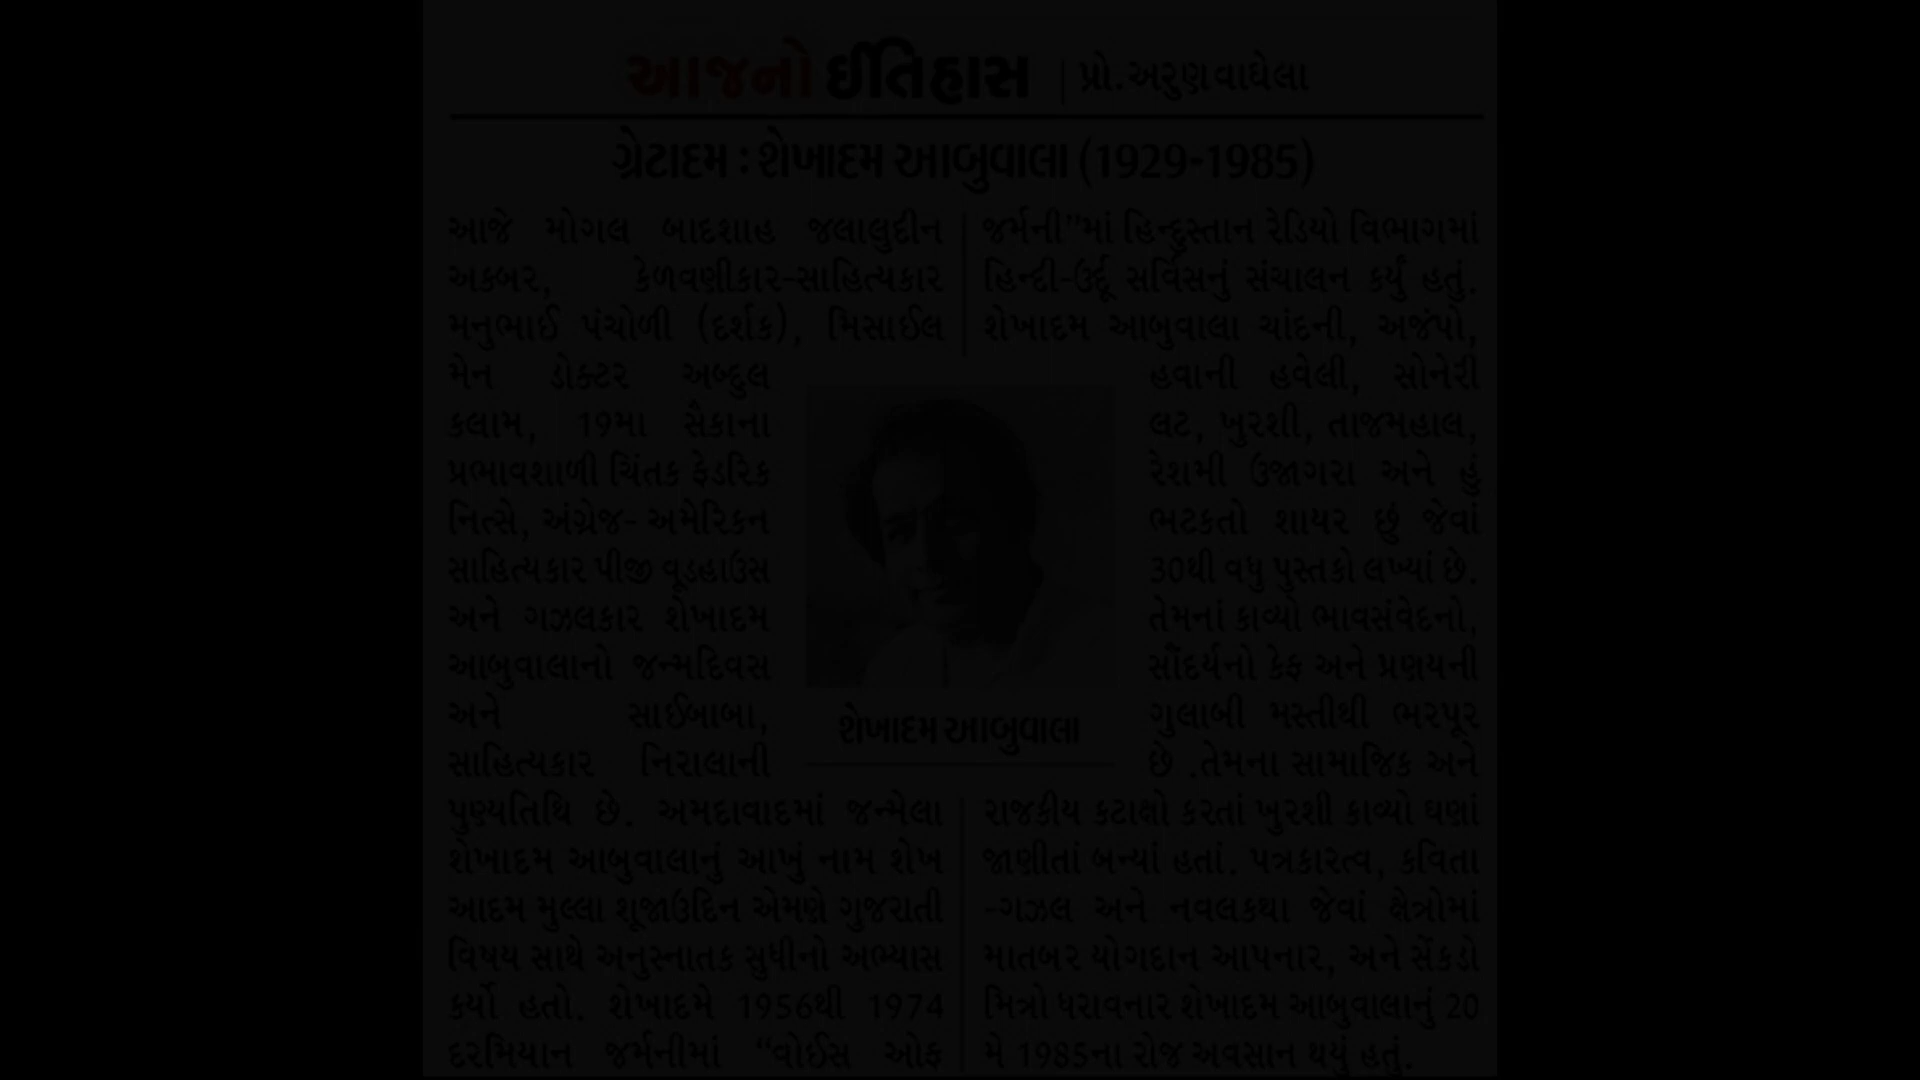 આજનો ઈતિહાસ | પ્રો.અરુણ વાઘેલા
ગ્રેટાદમ : શેખાદમ આબુવાલા (1929-1985)
આજે મોગલ બાદશાહ જલાલુદીન
અકબર, કેળવણીકાર-સાહિત્યકાર
મનુભાઈ પંચોળી (દર્શક), મિસાઈલ
મેન ડોક્ટર અબ્દુલ
કલામ, 19મા સૈકાના
પ્રભાવશાળી ચિંતક ફ્રેડરિક
નિત્સે, અંગ્રેજ- અમેરિકન
સાહિત્યકાર પીજી વૂડહાઉસ
અને ગઝલકાર શેખાદમ
આબુવાલાનો જન્મદિવસ
અને સાઈબાબા,
સાહિત્યકાર નિરાલાની
પુણ્યતિથિ છે. અમદાવાદમાં જન્મેલા
શેખાદમ આબુવાલાનું આખું નામ શેખ
આદમ મુલ્લા શૂજાઉદિન એમણે ગુજરાતી
વિષય સાથે અનુસ્નાતક સુધીનો અભ્યાસ
કર્યો હતો. શેખાદમે 1956થી 1974
દરમિયાન જર્મનીમાં “વોઈસ ઓફ
શેખાદમ આબુવાલા
જર્મની”માં હિન્દુસ્તાન રેડિયો વિભાગમાં
હિન્દી-ઉર્દૂ સર્વિસનું સંચાલન કર્યું હતું.
શેખાદમ આબુવાલા ચાંદની, અજંપો,
હવાની હવેલી, સોનેરી
લટ, ખુરશી, તાજમહાલ,
રેશમી ઉજાગરા અને હું
ભટકતો શાયર છું જેવાં
30થી વધુ પુસ્તકો લખ્યાં છે.
તેમનાં કાવ્યો ભાવસંવેદનો,
સૌંદર્યનો કેફ અને પ્રણયની
ગુલાબી મસ્તીથી ભરપૂર
છે .તેમના સામાજિક અને
રાજકીય કટાક્ષો કરતાં ખુરશી કાવ્યો ઘણાં
જાણીતાં બન્યાં હતાં. પત્રકારત્વ, કવિતા
-ગઝલ અને નવલકથા જેવાં ક્ષેત્રોમાં
માતબર યોગદાન આપનાર, અને સેંકડો
મિત્રો ધરાવનાર શેખાદમ આબુવાલાનું 20
મે 1985ના રોજ અવસાન થયું હતું.